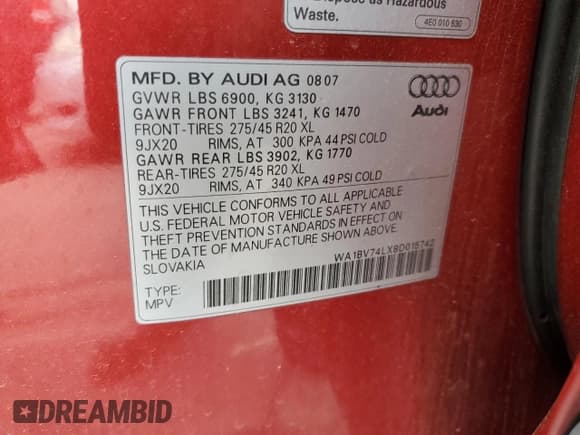 Dispose as Hazardous
Waste.
4E0 010 530
MFD. BY AUDI AG 08 07
GVWR LBS 6900, KG 3130
GAWR FRONT LBS 3241, KG 1470
FRONT-TIRES 275/45 R20 XL
9JX20 RIMS, AT 300 KPA 44 PSI COLD
GAWR REAR LBS 3902, KG 1770
REAR-TIRES 275/45 R20 XL
9JX20 RIMS, AT 340 KPA 49 PSI COLD
Audi
THIS VEHICLE CONFORMS TO ALL APPLICABLE
U.S. FEDERAL MOTOR VEHICLE SAFETY AND
THEFT PREVENTION STANDARDS IN EFFECT ON
THE DATE OF MANUFACTURE SHOWN ABOVE.
SLOVAKIA
WA1BV74LX8D015742
TYPE:
MPV
DREAMBID